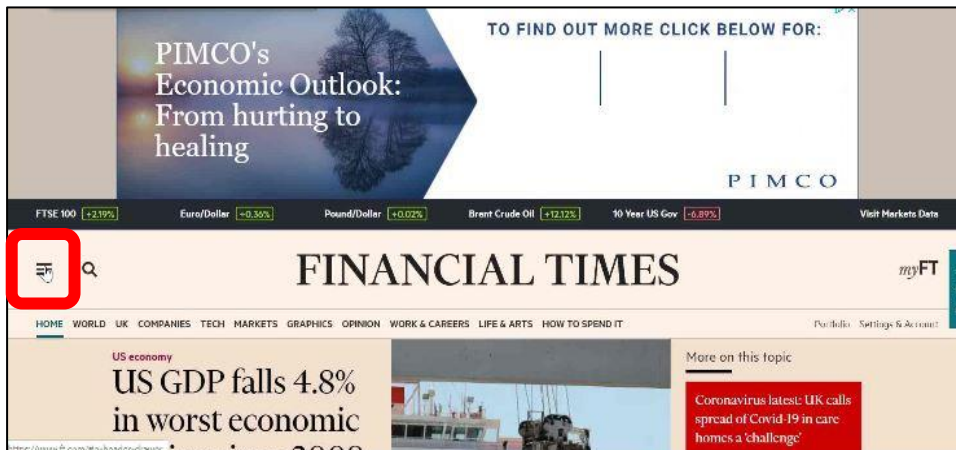 TO FIND OUT MORE CLICK BELOW FOR:
PIMCO's
Economic Outlook:
From hurting to
healing
PIMCO
FTSE 100 +2.19% Euro/Dollar +0.36% Pound/Dollar +0.02% Brent Crude Oil +12.12% 10 Year US Gov -6.89% Visit Markets Data
FINANCIAL TIMES
myFT
HOME WORLD UK COMPANIES TECH MARKETS GRAPHICS OPINION WORK & CAREERS LIFE & ARTS HOW TO SPEND IT Portfolio Settings & Account
US economy
US GDP falls 4.8%
in worst economic
More on this topic
Coronavirus latest: UK calls
spread of Covid-19 in care
homes a 'challenge'